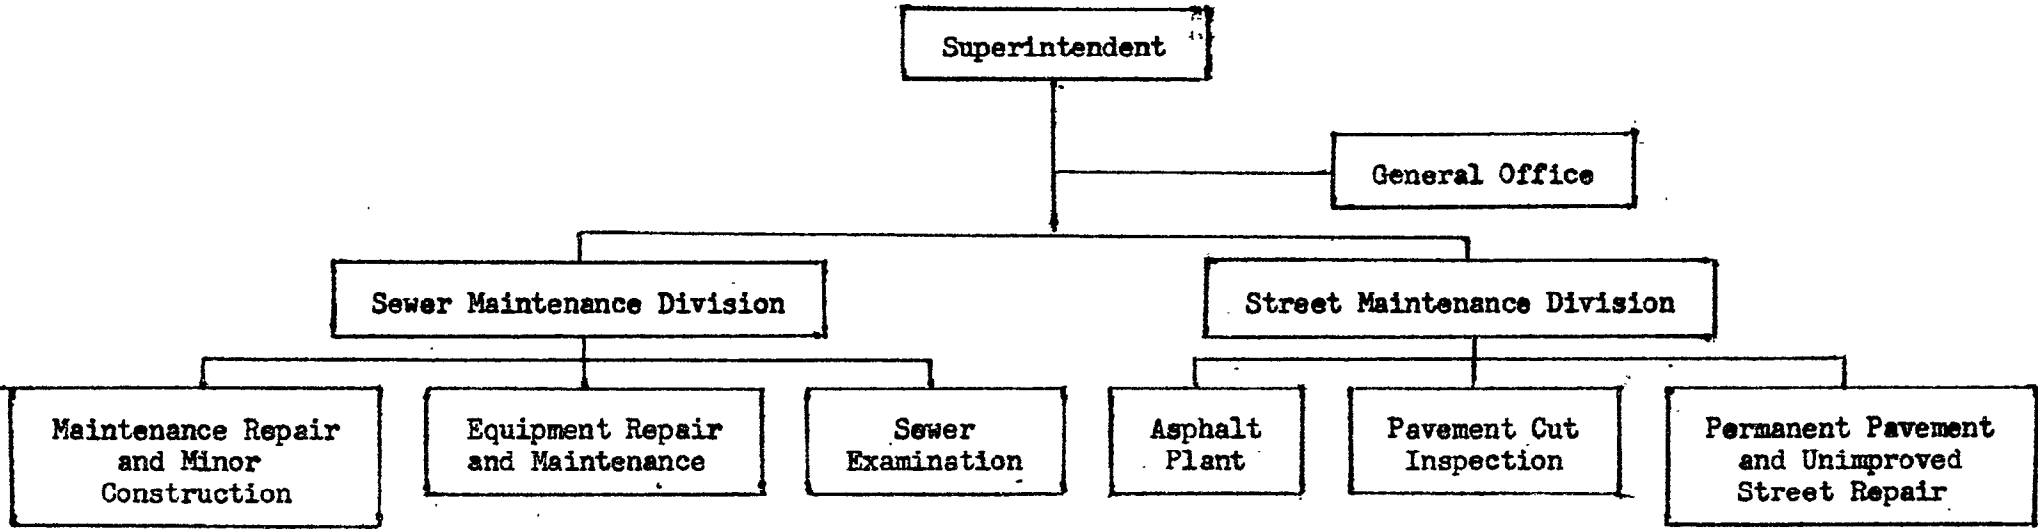 Superintendent
General Office
Sewer Maintenance Division
Street Maintenance Division
Maintenance Repair
and Minor
Construction
Equipment Repair
and Maintenance
Sewer
Examination
Asphalt
Plant
Pavement Cut
Inspection
Permanent Pavement
and Unimproved
Street Repair